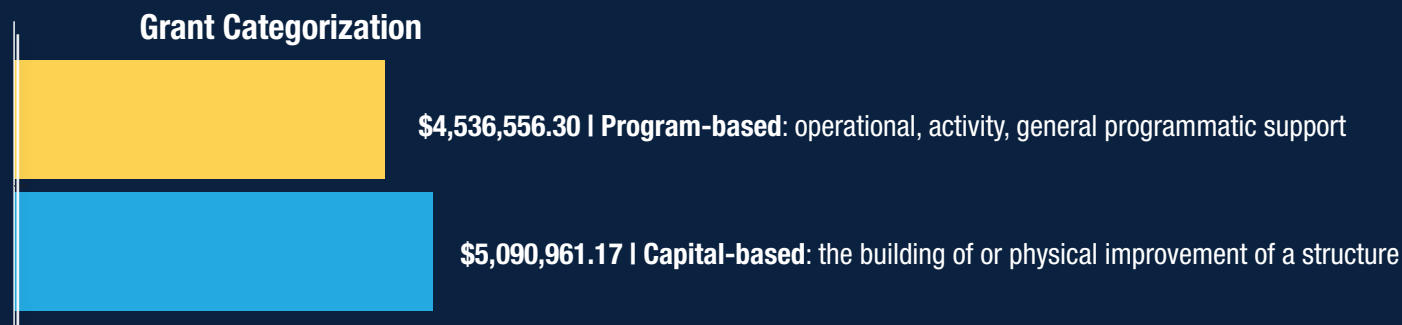 Grant Categorization
$4,536,556.30 | Program-based: operational, activity, general programmatic support
$5,090,961.17 | Capital-based: the building of or physical improvement of a structure